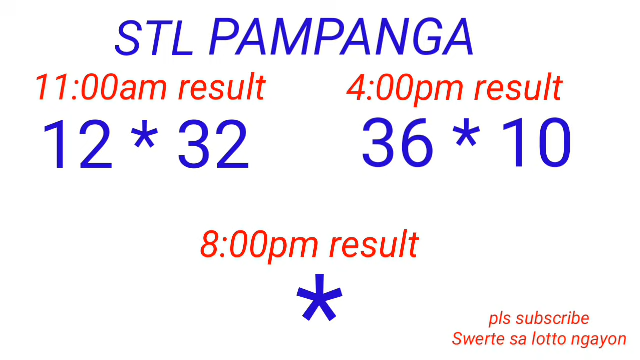 STL PAMPANGA
11:00am result
12 * 32
4:00pm result
36 * 10
8:00pm result
*
pls subscribe
Swerte sa lotto ngayon